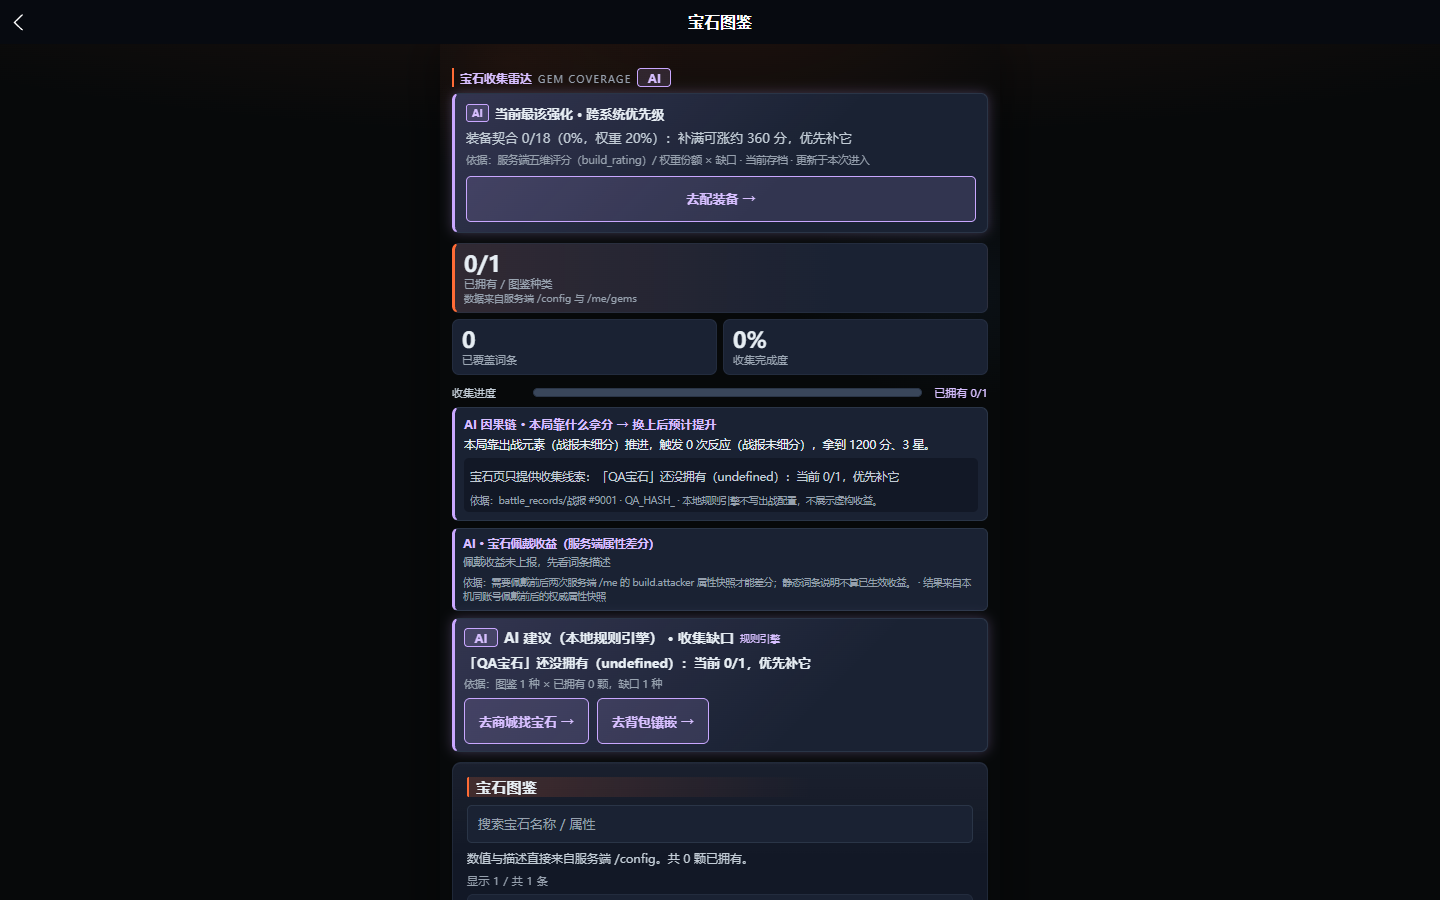 宝石图鉴
宝石收集雷达 GEM COVERAGE AI
AI 当前最该强化 • 跨系统优先级
装备契合 0/18（0%，权重 20%）：补满可涨约 360 分，优先补它
依据：服务端五维评分（build_rating）/ 权重份额 × 缺口 · 当前存档 · 更新于本次进入
去配装备 →
0/1
已拥有 / 图鉴种类
数据来自服务端 /config 与 /me/gems
0
已覆盖词条
0%
收集完成度
收集进度
已拥有 0/1
AI 因果链 • 本局靠什么拿分 → 换上后预计提升
本局靠出战元素（战报未细分）推进，触发 0 次反应（战报未细分），拿到 1200 分、3 星。
宝石页只提供收集线索：「QA宝石」还没拥有（undefined）：当前 0/1，优先补它
依据：battle_records/战报 #9001 · QA_HASH_ · 本地规则引擎不写出战配置，不展示虚构收益。
AI • 宝石佩戴收益（服务端属性差分）
佩戴收益未上报，先看词条描述
依据：需要佩戴前后两次服务端 /me 的 build.attacker 属性快照才能差分；静态词条说明不算已生效收益。 · 结果来自本
机同账号佩戴前后的权威属性快照
AI AI 建议（本地规则引擎） • 收集缺口 规则引擎
「QA宝石」还没拥有（undefined）：当前 0/1，优先补它
依据：图鉴 1 种 × 已拥有 0 颗，缺口 1 种
去商城找宝石 →
去背包镶嵌 →
宝石图鉴
搜索宝石名称 / 属性
数值与描述直接来自服务端 /config。共 0 颗已拥有。
显示 1 / 共 1 条